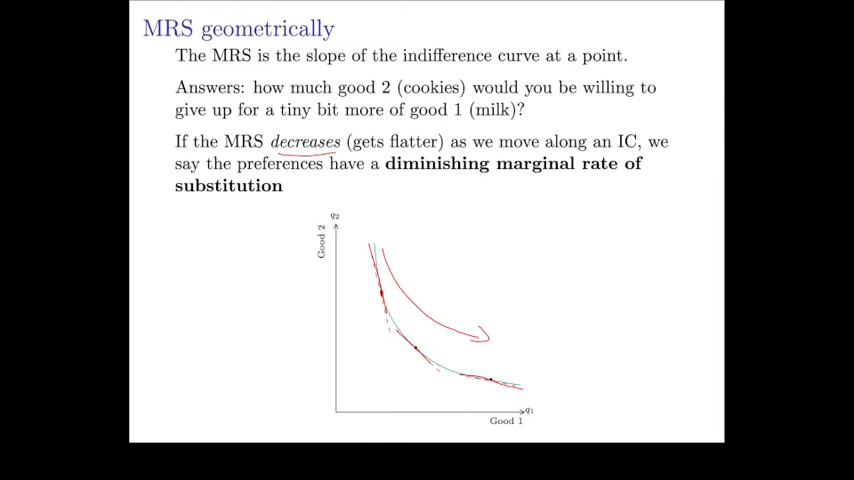 MRS geometrically
The MRS is the slope of the indifference curve at a point.
Answers: how much good 2 (cookies) would you be willing to
give up for a tiny bit more of good 1 (milk)?
If the MRS decreases (gets flatter) as we move along an IC, we
say the preferences have a diminishing marginal rate of
substitution
q₂
Good 2
q₁
Good 1